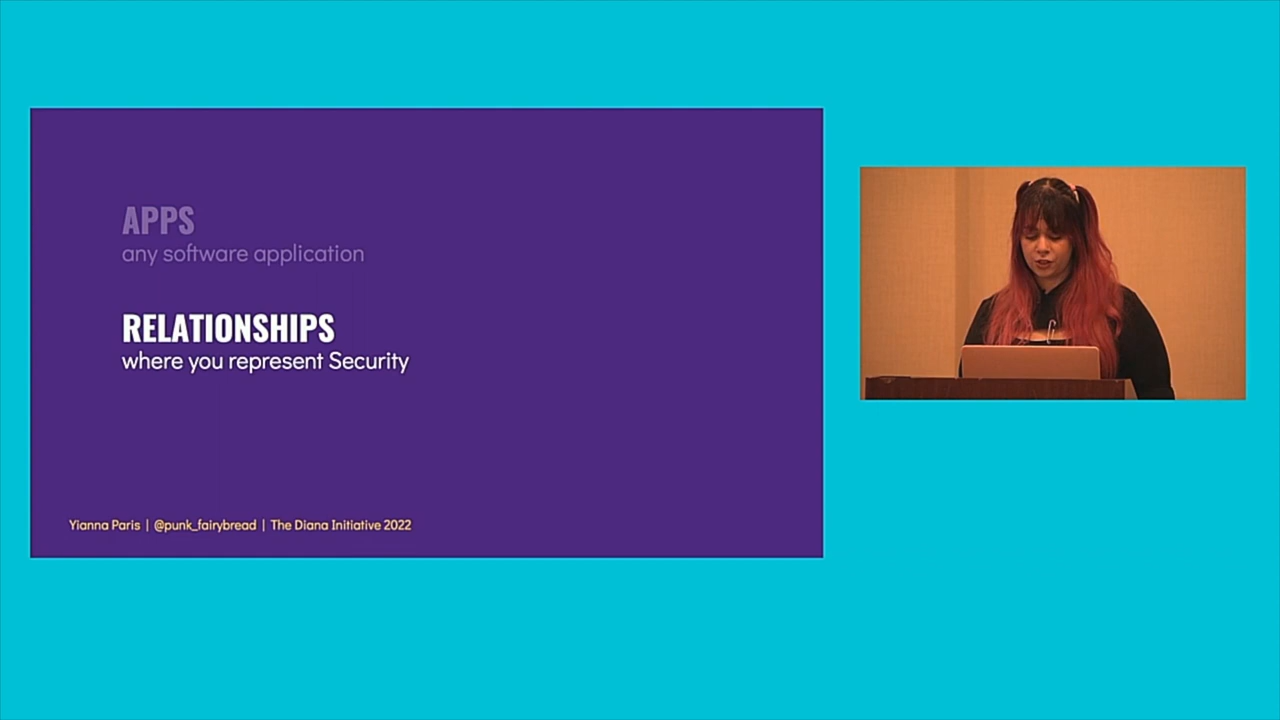 APPS
any software application
RELATIONSHIPS
where you represent Security
Yianna Paris | @punk_fairybread | The Diana Initiative 2022